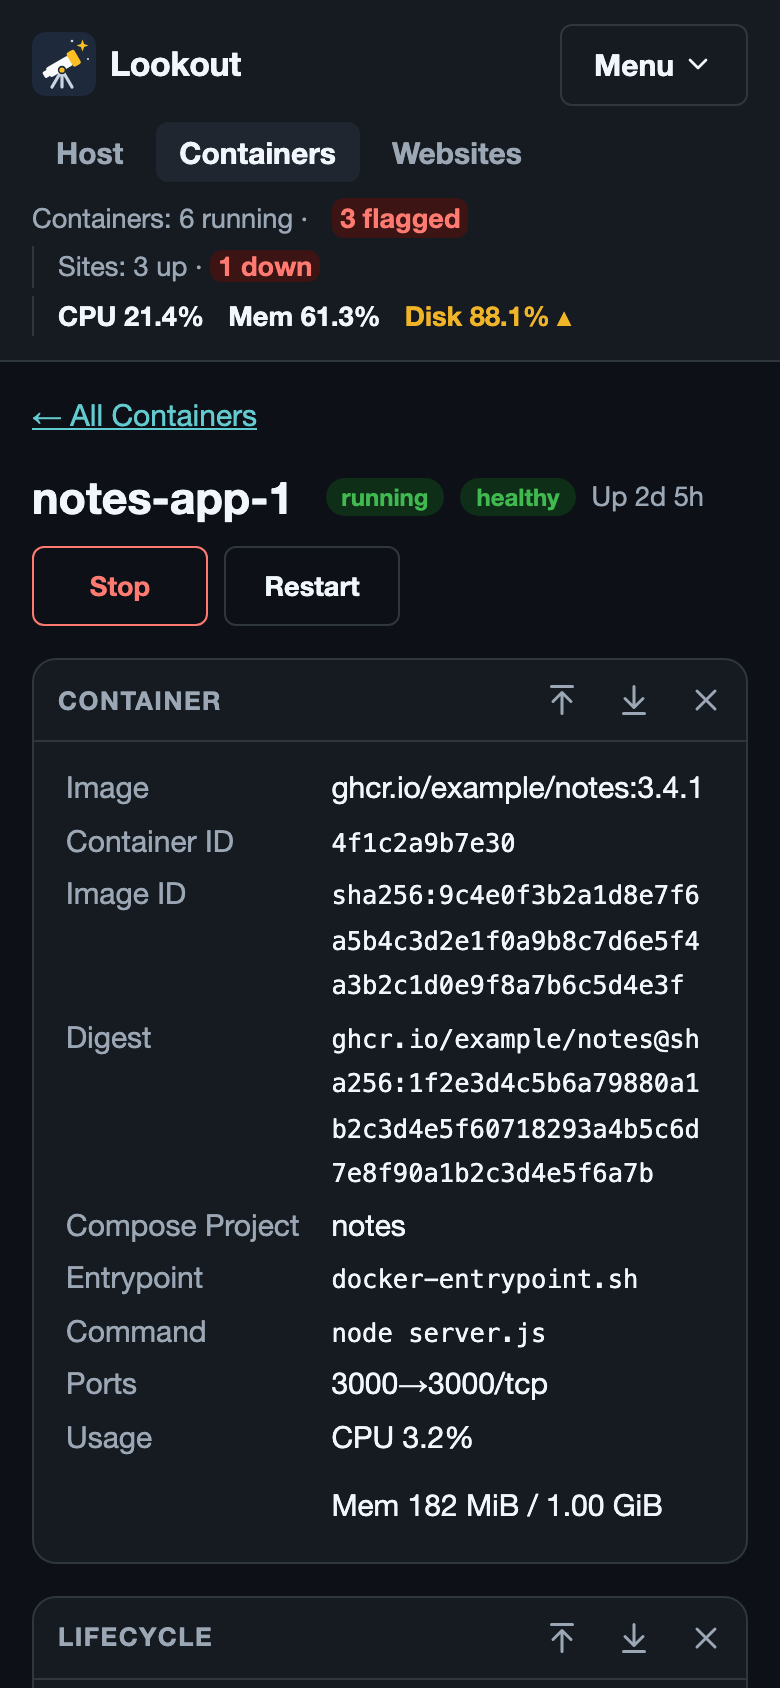 Lookout
Menu
Host Containers Websites
Containers: 6 running · 3 flagged
Sites: 3 up · 1 down
CPU 21.4% Mem 61.3% Disk 88.1% ▲
← All Containers
notes-app-1 running healthy Up 2d 5h
Stop Restart
CONTAINER
Image ghcr.io/example/notes:3.4.1
Container ID 4f1c2a9b7e30
Image ID sha256:9c4e0f3b2a1d8e7f6
a5b4c3d2e1f0a9b8c7d6e5f4
a3b2c1d0e9f8a7b6c5d4e3f
Digest ghcr.io/example/notes@sh
a256:1f2e3d4c5b6a79880a1
b2c3d4e5f60718293a4b5c6d
7e8f90a1b2c3d4e5f6a7b
Compose Project notes
Entrypoint docker-entrypoint.sh
Command node server.js
Ports 3000→3000/tcp
Usage CPU 3.2%
Mem 182 MiB / 1.00 GiB
LIFECYCLE